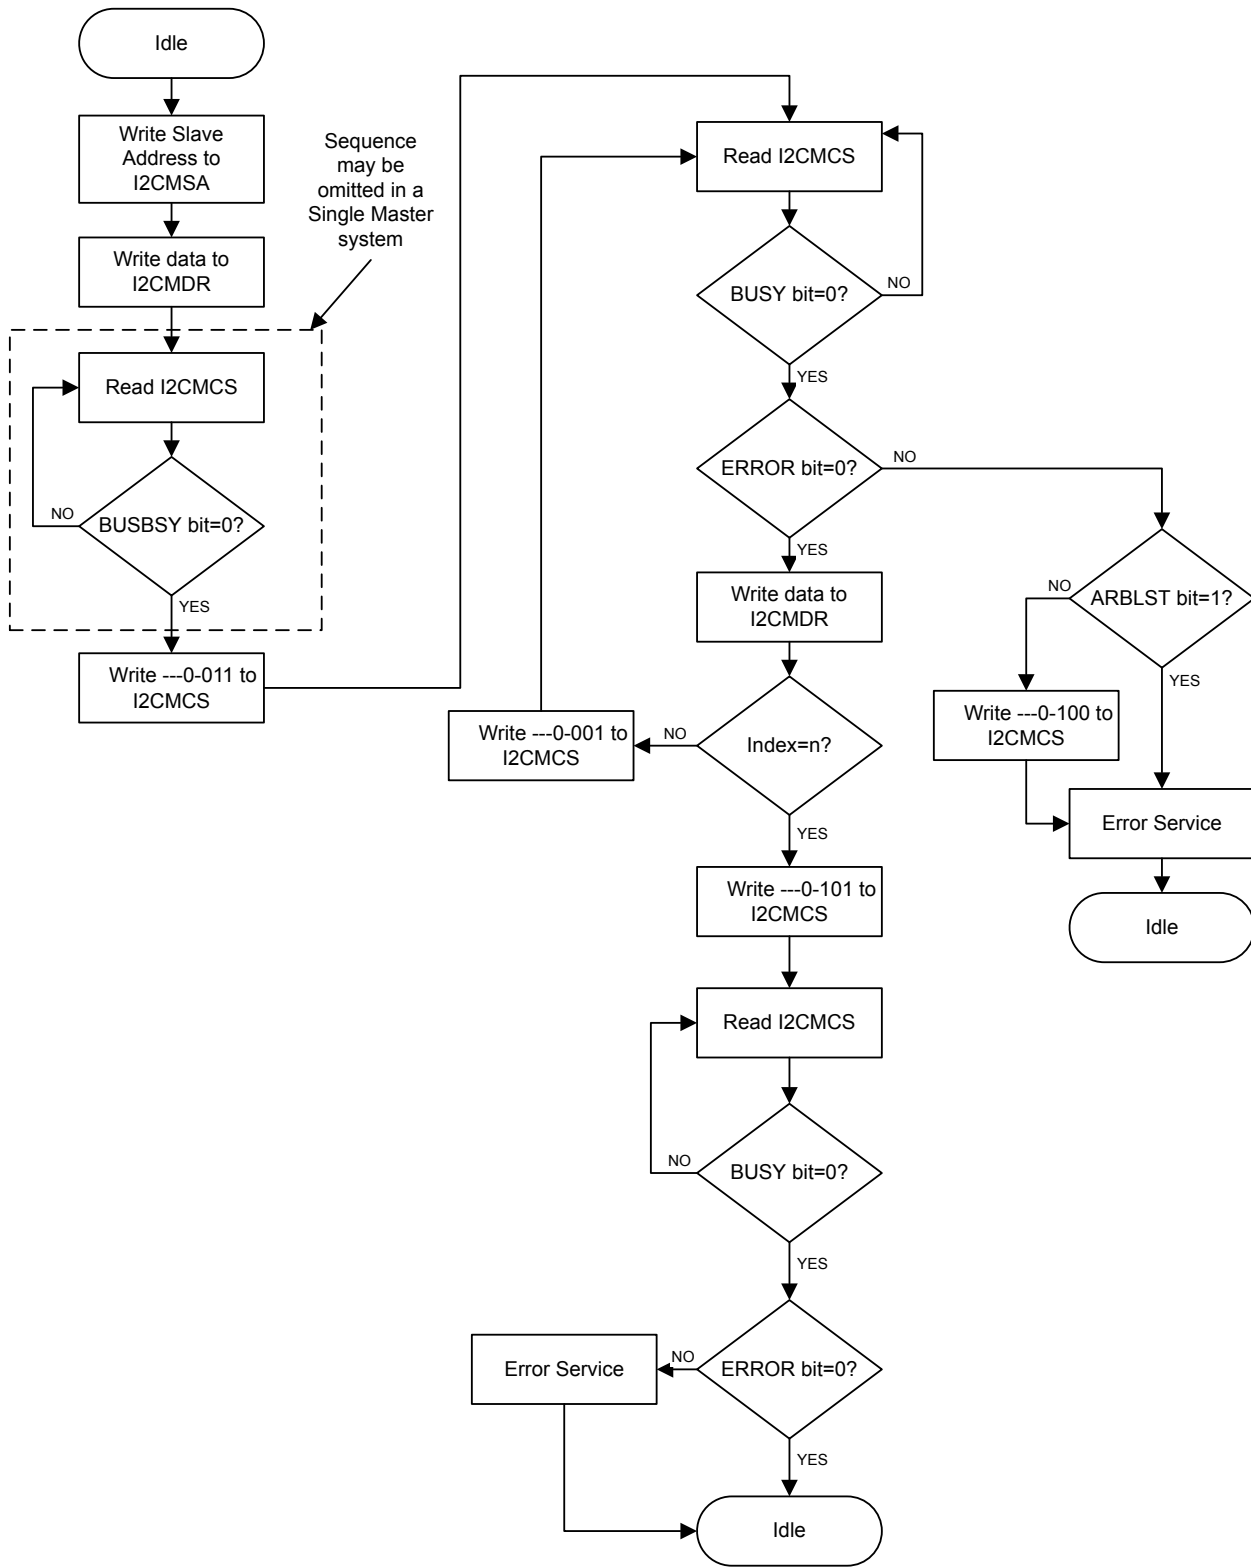 Idle
Write Slave
Address to
I2CMSA
Write data to
I2CMDR
Sequence
may be
omitted in a
Single Master
system
Read I2CMCS
BUSBSY bit=0?
NO
YES
Write ---0-011 to
I2CMCS
Read I2CMCS
BUSY bit=0?
NO
YES
ERROR bit=0?
NO
YES
Write data to
I2CMDR
Index=n?
NO
Write ---0-001 to
I2CMCS
YES
ARBLST bit=1?
NO
YES
Write ---0-100 to
I2CMCS
Error Service
Idle
Write ---0-101 to
I2CMCS
Read I2CMCS
BUSY bit=0?
NO
YES
ERROR bit=0?
NO
Error Service
YES
Idle